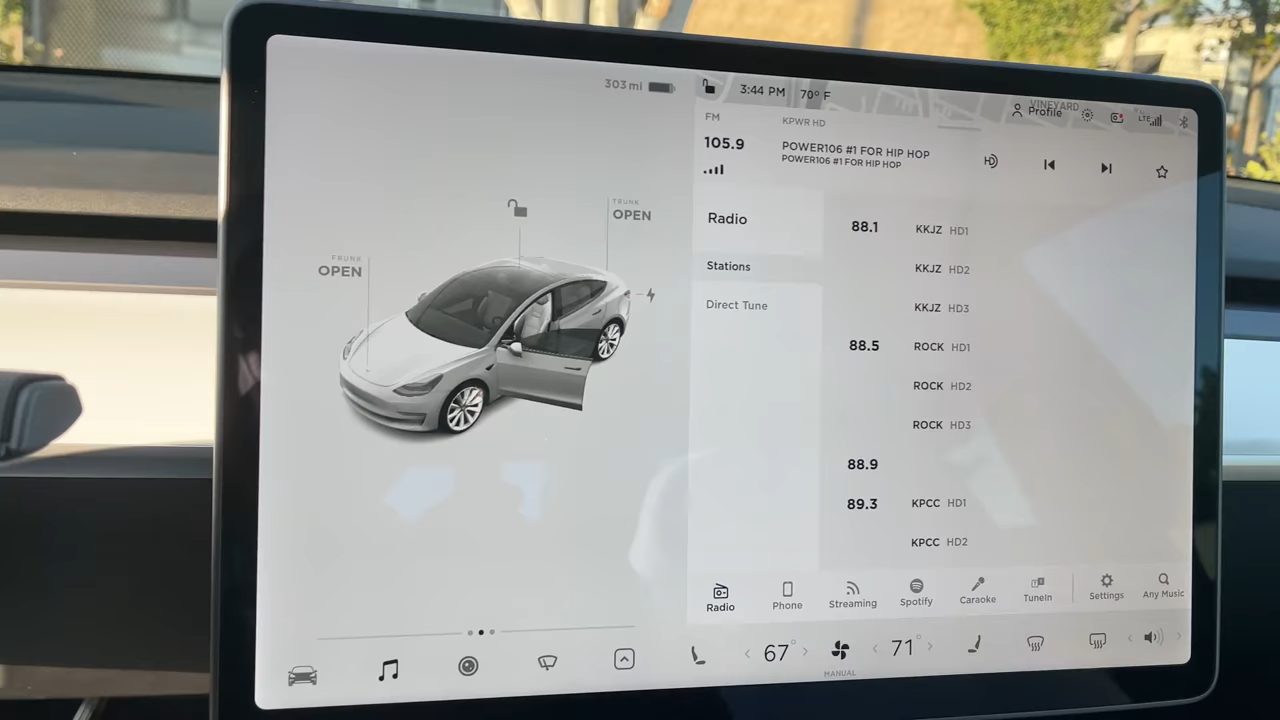 303 mi
3:44 PM
70° F
VINEYARD
Profile
LTE
FM
105.9
KPWR HD
POWER106 #1 FOR HIP HOP
POWER106 #1 FOR HIP HOP
TRUNK
OPEN
FRUNK
OPEN
Radio
Stations
Direct Tune
88.1 KKJZ HD1
KKJZ HD2
KKJZ HD3
88.5 ROCK HD1
ROCK HD2
ROCK HD3
88.9
89.3 KPCC HD1
KPCC HD2
Radio
Phone
Streaming
Spotify
Caraoke
TuneIn
Settings
Any Music
67°
MANUAL
71°